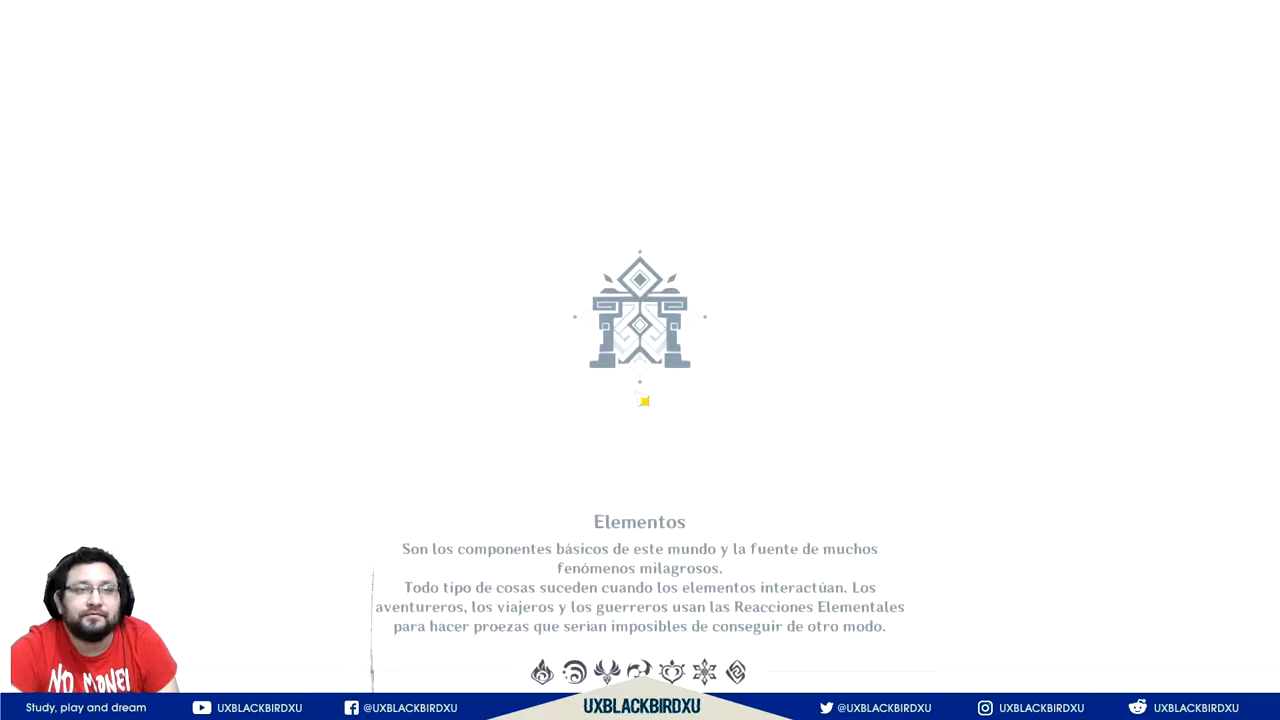 Elementos
Son los componentes básicos de este mundo y la fuente de muchos
fenómenos milagrosos.
Todo tipo de cosas suceden cuando los elementos interactúan. Los
aventureros, los viajeros y los guerreros usan las Reacciones Elementales
para hacer proezas que serían imposibles de conseguir de otro modo.
NO MONEY
Study, play and dream
UXBLACKBIRDXU
@UXBLACKBIRDXU
UXBLACKBIRDXU
@UXBLACKBIRDXU
UXBLACKBIRDXU
UXBLACKBIRDXU